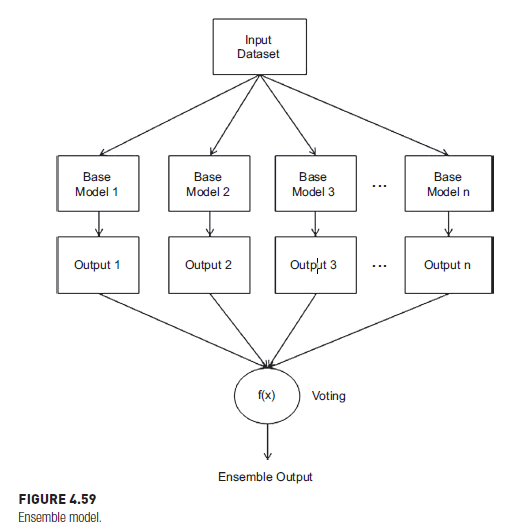 Input
Dataset
Base
Model 1
Base
Model 2
Base
Model 3
...
Base
Model n
Output 1
Output 2
Output 3
...
Output n
f(x)
Voting
Ensemble Output
FIGURE 4.59
Ensemble model.